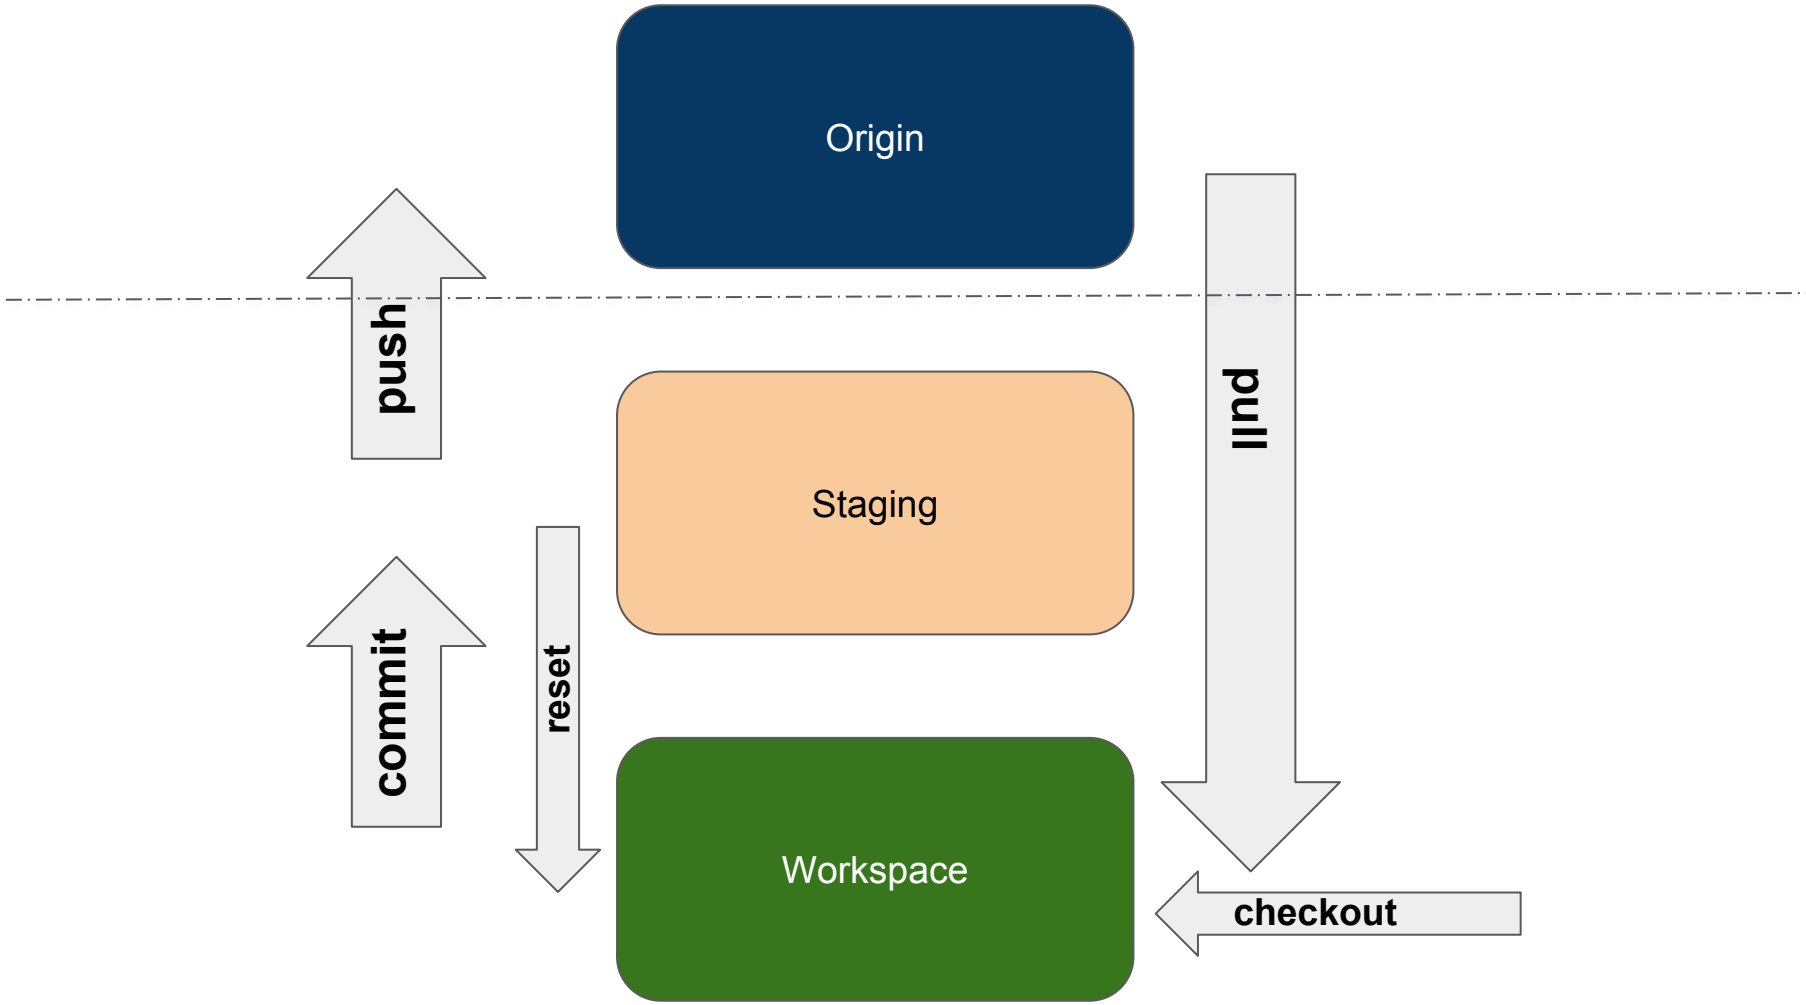 Origin
push
pull
Staging
commit
reset
Workspace
checkout